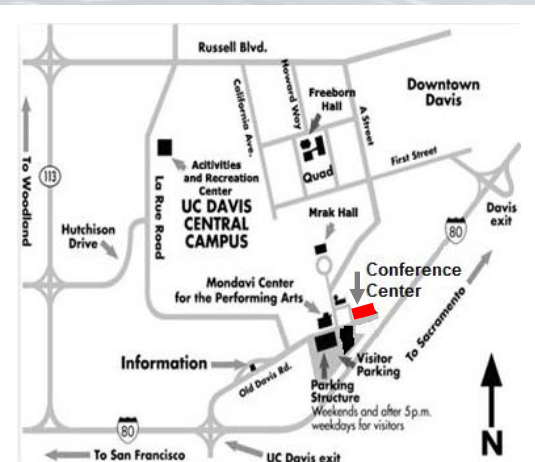 Russell Blvd.
Howard Way
Freeborn
Hall
Downtown
Davis
California Ave.
A Street
To Woodland
113
Acitivities
and Recreation
Center
Quad
First Street
La Rue Road
UC DAVIS
CENTRAL
CAMPUS
Mrak Hall
Davis
exit
80
Hutchison
Drive
Conference
Center
Mondavi Center
for the Performing Arts
To Sacramento
Information
Old Davis Rd.
Visitor
Parking
Parking
Structure
Weekends and after 5 p.m.
weekdays for visitors
80
N
To San Francisco
UC Davis exit